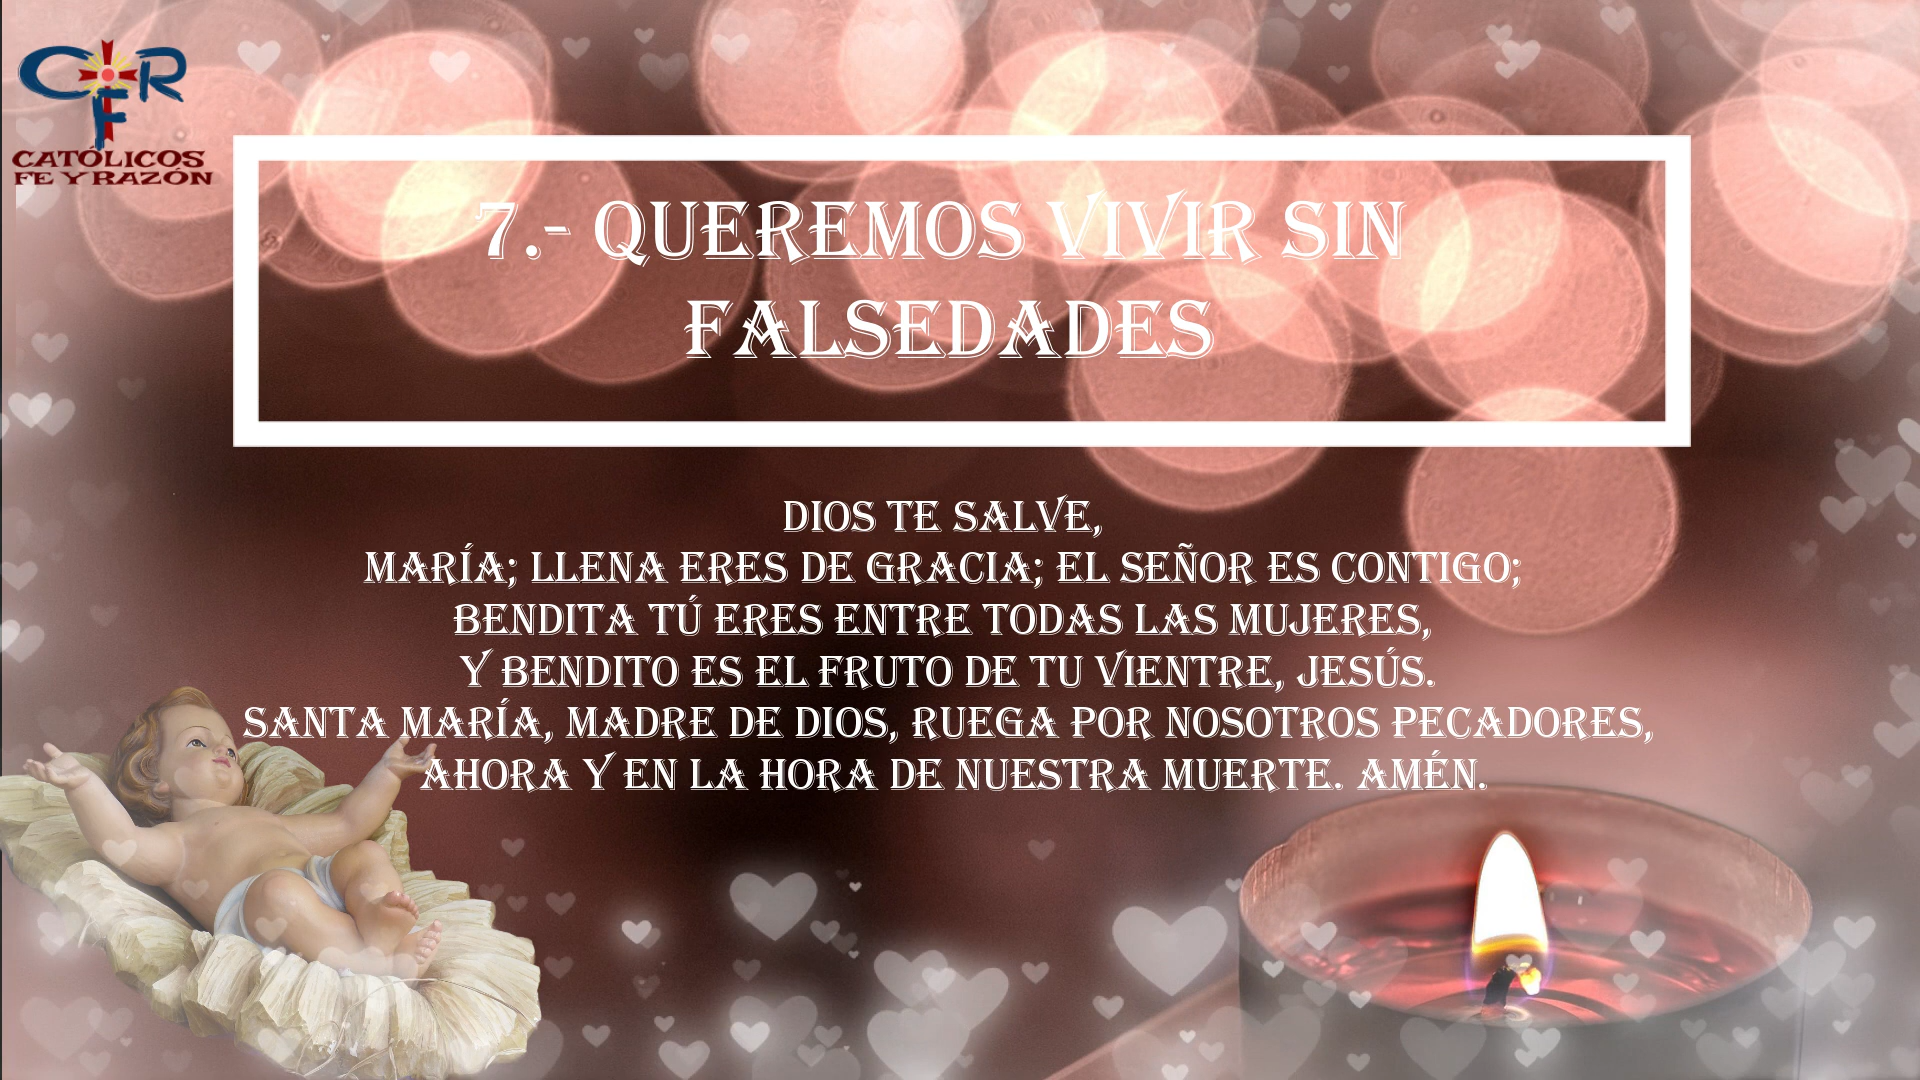 CFR
CATÓLICOS
FE Y RAZÓN
7.- QUEREMOS VIVIR SIN
FALSEDADES
DIOS TE SALVE,
MARÍA; LLENA ERES DE GRACIA; EL SEÑOR ES CONTIGO;
BENDITA TÚ ERES ENTRE TODAS LAS MUJERES,
Y BENDITO ES EL FRUTO DE TU VIENTRE, JESÚS.
SANTA MARÍA, MADRE DE DIOS, RUEGA POR NOSOTROS PECADORES,
AHORA Y EN LA HORA DE NUESTRA MUERTE. AMÉN.